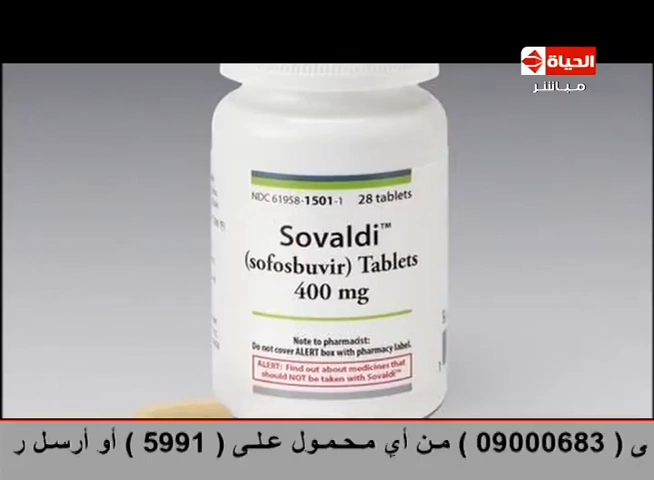 الحياة
مباشر
NDC 61958-1501-1 28 tablets
Sovaldi™
(sofosbuvir) Tablets
400 mg
Note to pharmacist:
Do not cover ALERT box with pharmacy label.
ALERT: Find out about medicines that
should NOT be taken with Sovaldi™
( 09000683 ) من أي محمول على ( 5991 ) أو أرسل